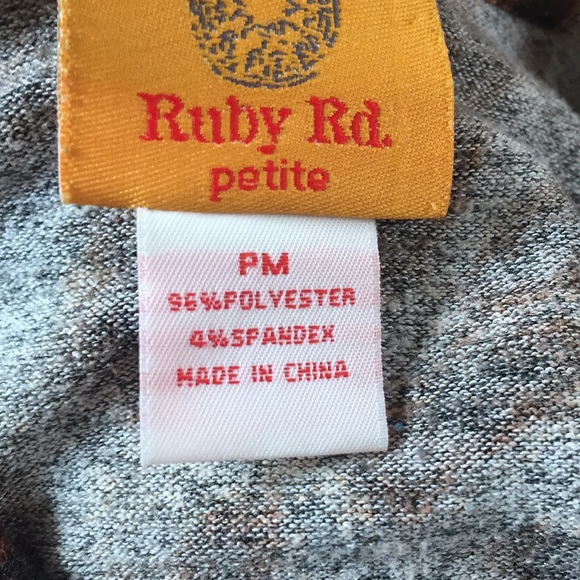 Ruby Rd.
petite
PM
96%POLYESTER
4%SPANDEX
MADE IN CHINA